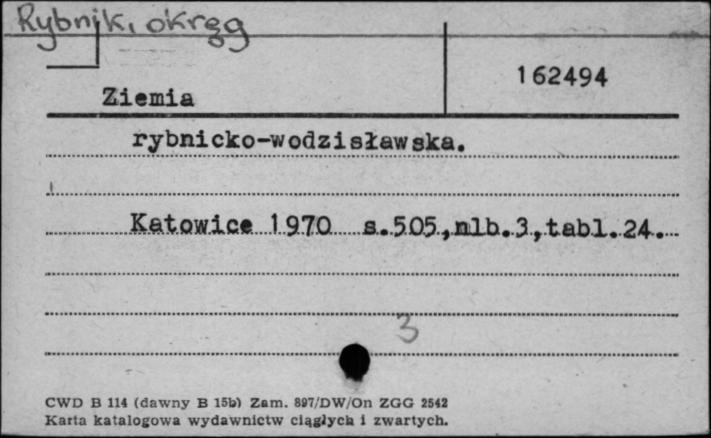 Rybnik, okręg
162494
Ziemia
rybnicko-wodzisławska.
Katowice 1970 s.505,nlb.3,tabl.24.
3
CWD B 114 (dawny B 15b) Zam. 897/DW/On ZGG 2542
Karta katalogowa wydawnictw ciągłych i zwartych.